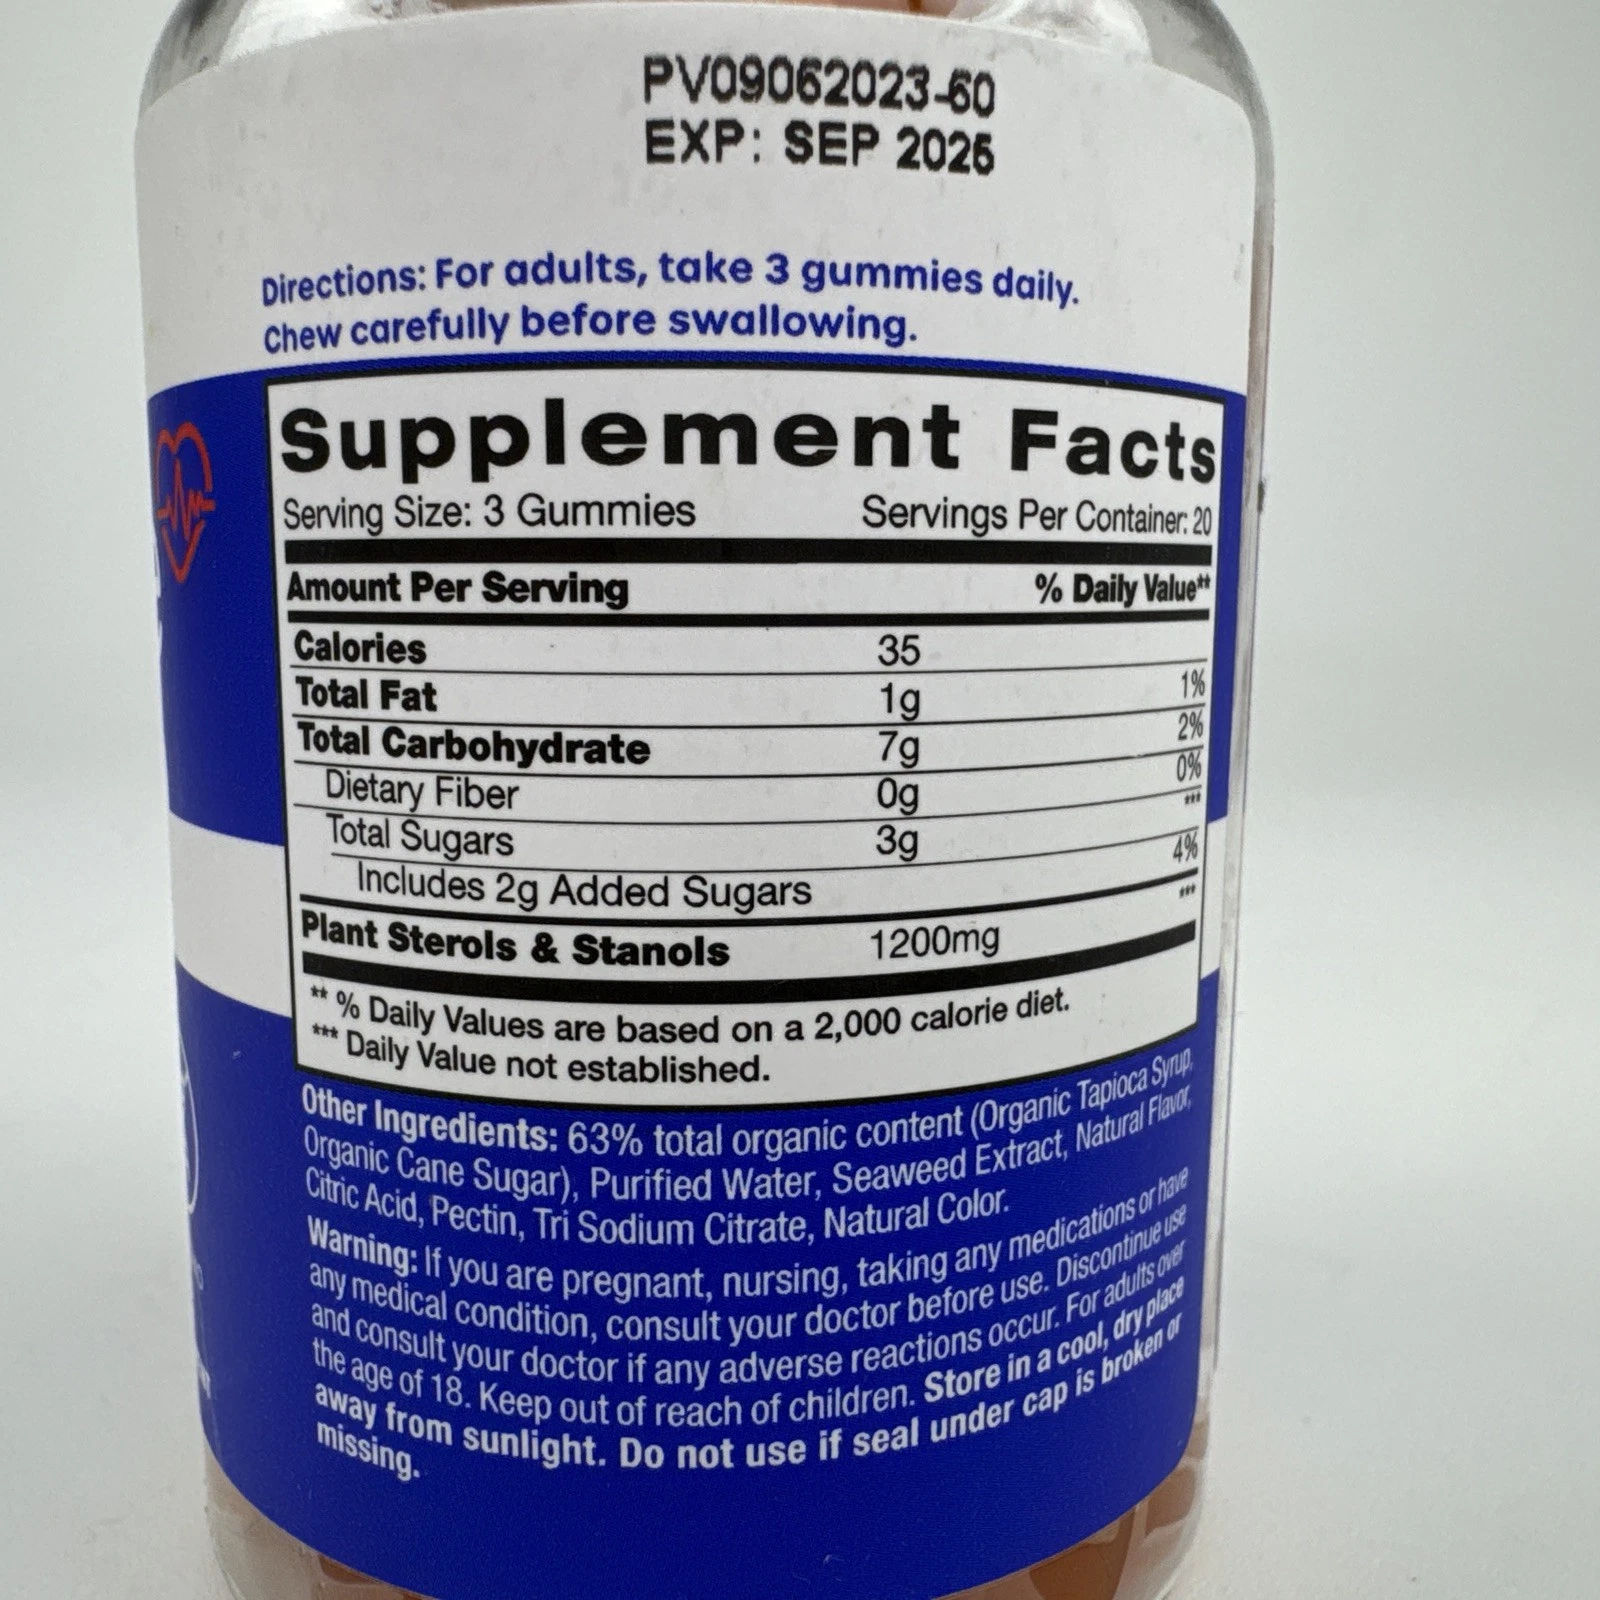 PV09062023-60
EXP: SEP 2025
Directions: For adults, take 3 gummies daily.
Chew carefully before swallowing.
Supplement Facts
Serving Size: 3 Gummies Servings Per Container: 20
Amount Per Serving % Daily Value**
Calories 35
Total Fat 1g 1%
Total Carbohydrate 7g 2%
Dietary Fiber 0g 0%
Total Sugars 3g ***
Includes 2g Added Sugars 4%
Plant Sterols & Stanols 1200mg ***
** % Daily Values are based on a 2,000 calorie diet.
*** Daily Value not established.
Other Ingredients: 63% total organic content (Organic Tapioca Syrup,
Organic Cane Sugar), Purified Water, Seaweed Extract, Natural Flavor,
Citric Acid, Pectin, Tri Sodium Citrate, Natural Color.
Warning: If you are pregnant, nursing, taking any medications or have
any medical condition, consult your doctor before use. Discontinue use
and consult your doctor if any adverse reactions occur. For adults over
the age of 18. Keep out of reach of children. Store in a cool, dry place
away from sunlight. Do not use if seal under cap is broken or
missing.